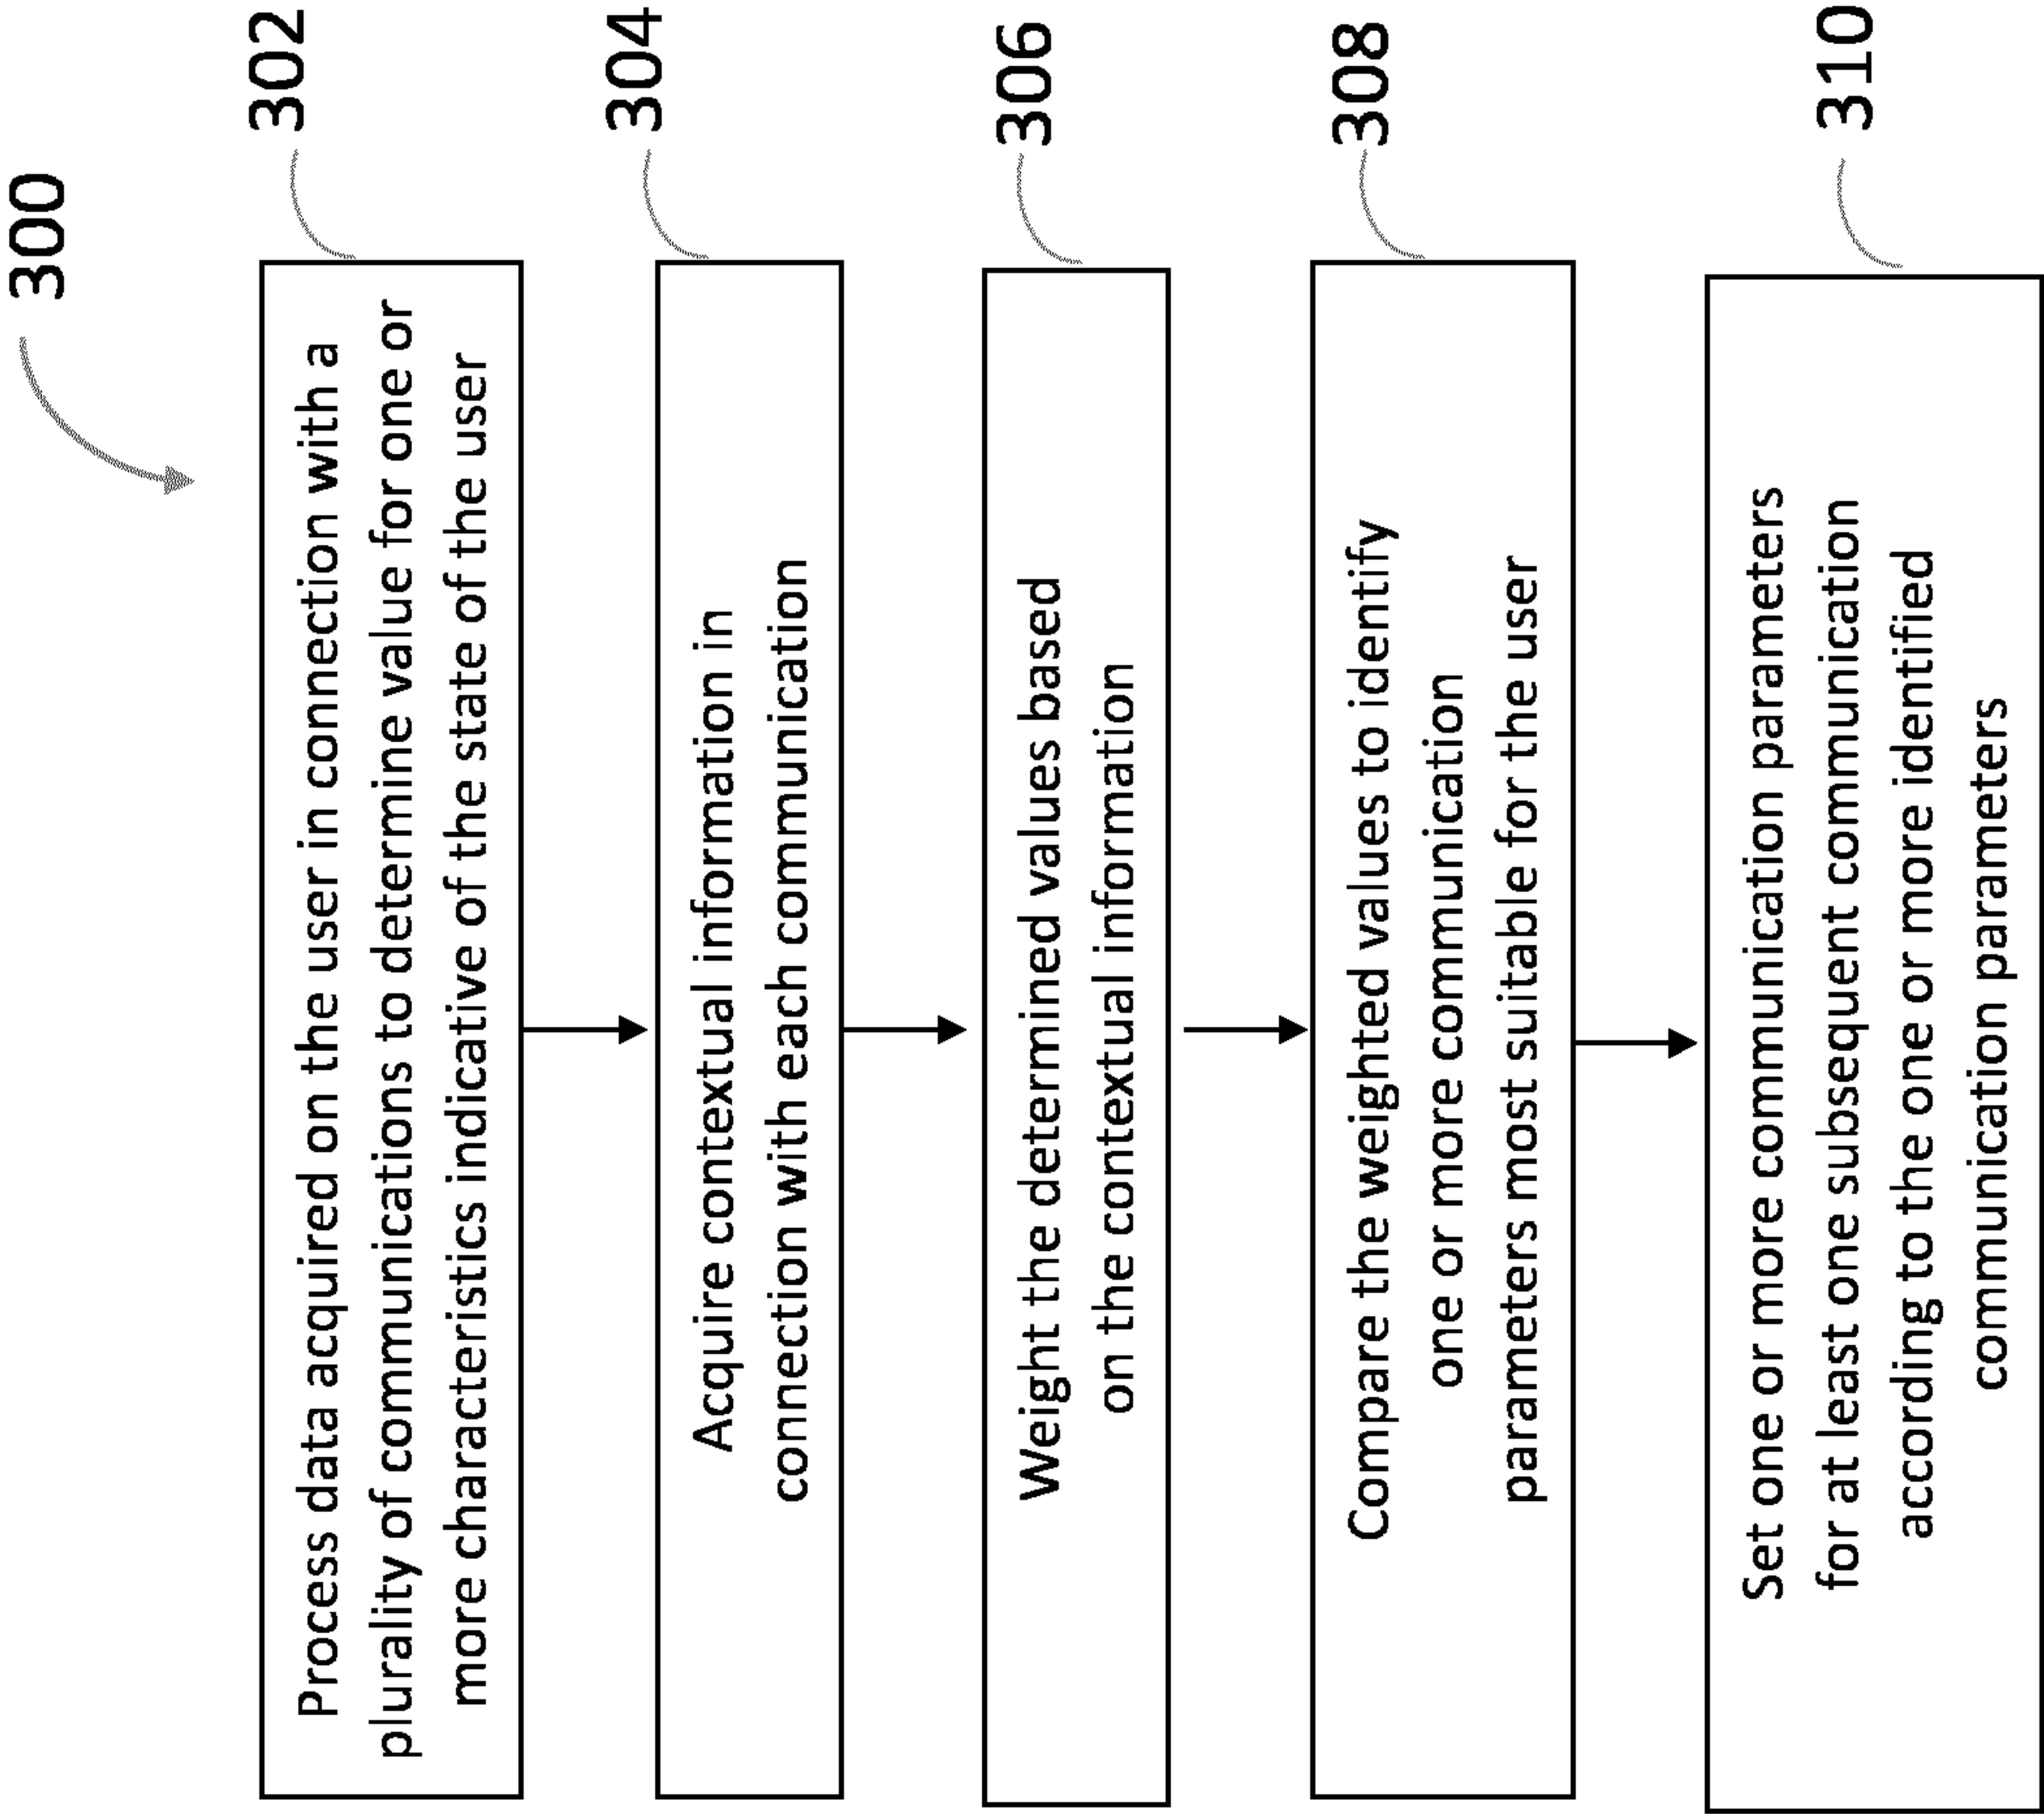 300
302
Process data acquired on the user in connection with a
plurality of communications to determine value for one or
more characteristics indicative of the state of the user
304
Acquire contextual information in
connection with each communication
306
Weight the determined values based
on the contextual information
308
Compare the weighted values to identify
one or more communication
parameters most suitable for the user
310
Set one or more communication parameters
for at least one subsequent communication
according to the one or more identified
communication parameters